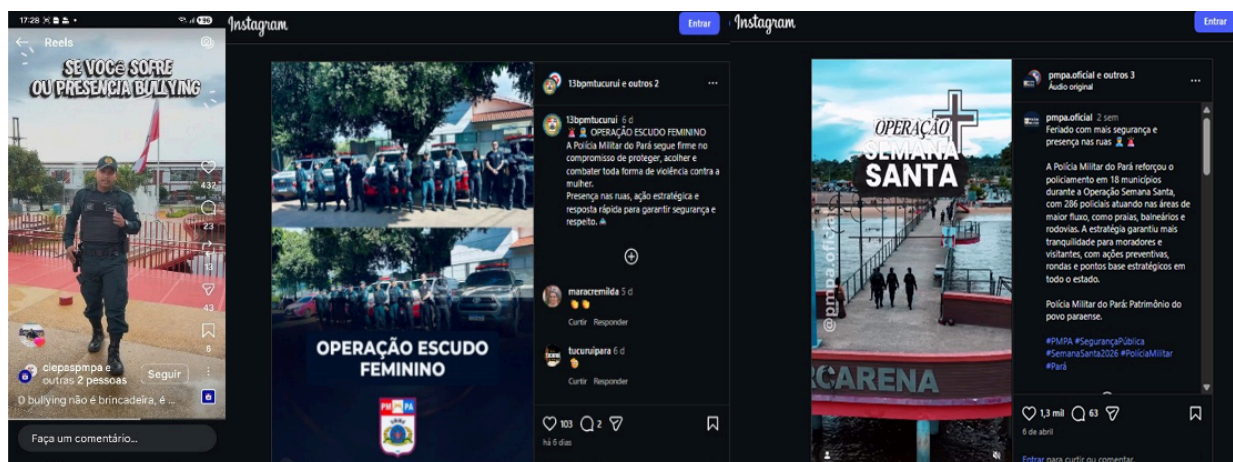 17:28
Reels
SE VOCÊ SOFRE
OU PRESENCIA BULLYING
432
23
13
43
6
ciepaspmpa e
outras 2 pessoas
Seguir
O bullying não é brincadeira, é ...
Faça um comentário...
Instagram
Entrar
OPERAÇÃO ESCUDO
FEMININO
PM PA
13bpmtucurui e outros 2
13bpmtucurui 6 d
OPERAÇÃO ESCUDO FEMININO
A Polícia Militar do Pará segue firme no
compromisso de proteger, acolher e
combater toda forma de violência contra a
mulher.
Presença nas ruas, ação estratégica e
resposta rápida para garantir segurança e
respeito.
maracremilda 5 d
Curtir Responder
tucuruipara 6 d
Curtir Responder
103 2
há 6 dias
Instagram
Entrar
OPERAÇÃO
SEMANA
SANTA
@pmpa.oficial
RCARENA
pmpa.oficial e outros 3
Áudio original
pmpa.oficial 2 sem
Feriado com mais segurança e
presença nas ruas
A Polícia Militar do Pará reforçou o
policiamento em 18 municípios
durante a Operação Semana Santa,
com 286 policiais atuando nas áreas de
maior fluxo, como praias, balneários e
rodovias. A estratégia garantiu mais
tranquilidade para moradores e
visitantes, com ações preventivas,
rondas e pontos base estratégicos em
todo o estado.
Polícia Militar do Pará: Patrimônio do
povo paraense.
#PMPA #SegurançaPública
#SemanaSanta2026 #PolíciaMilitar
#Pará
1,3 mil 63
6 de abril
Entrar para curtir ou comentar.